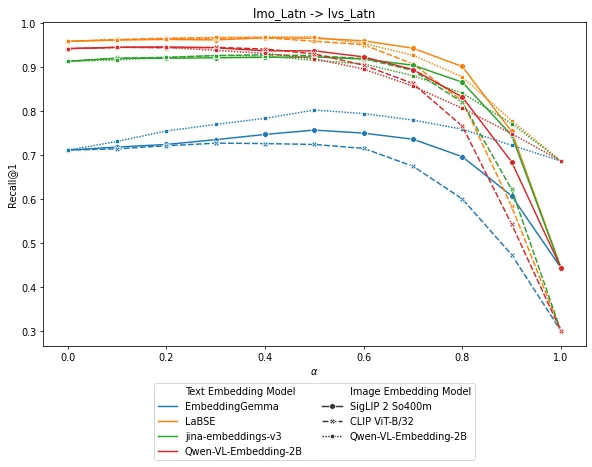 lmo_Latn -> lvs_Latn
1.0
0.9
0.8
0.7
0.6
0.5
0.4
0.3
Recall@1
0.0 0.2 0.4 0.6 0.8 1.0
α
Text Embedding Model
EmbeddingGemma
LaBSE
jina-embeddings-v3
Qwen-VL-Embedding-2B
Image Embedding Model
SigLIP 2 So400m
CLIP ViT-B/32
Qwen-VL-Embedding-2B